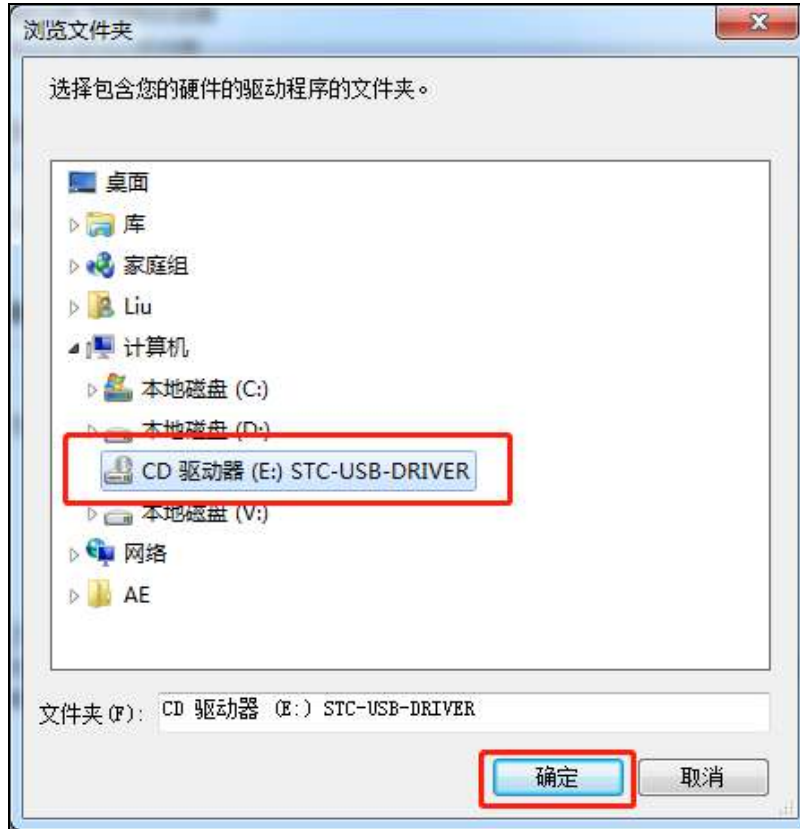 浏览文件夹
选择包含您的硬件的驱动程序的文件夹。
桌面
库
家庭组
Liu
计算机
本地磁盘 (C:)
本地磁盘 (D:)
CD 驱动器 (E:) STC-USB-DRIVER
本地磁盘 (V:)
网络
AE
文件夹(F): CD 驱动器 (E:) STC-USB-DRIVER
确定 取消